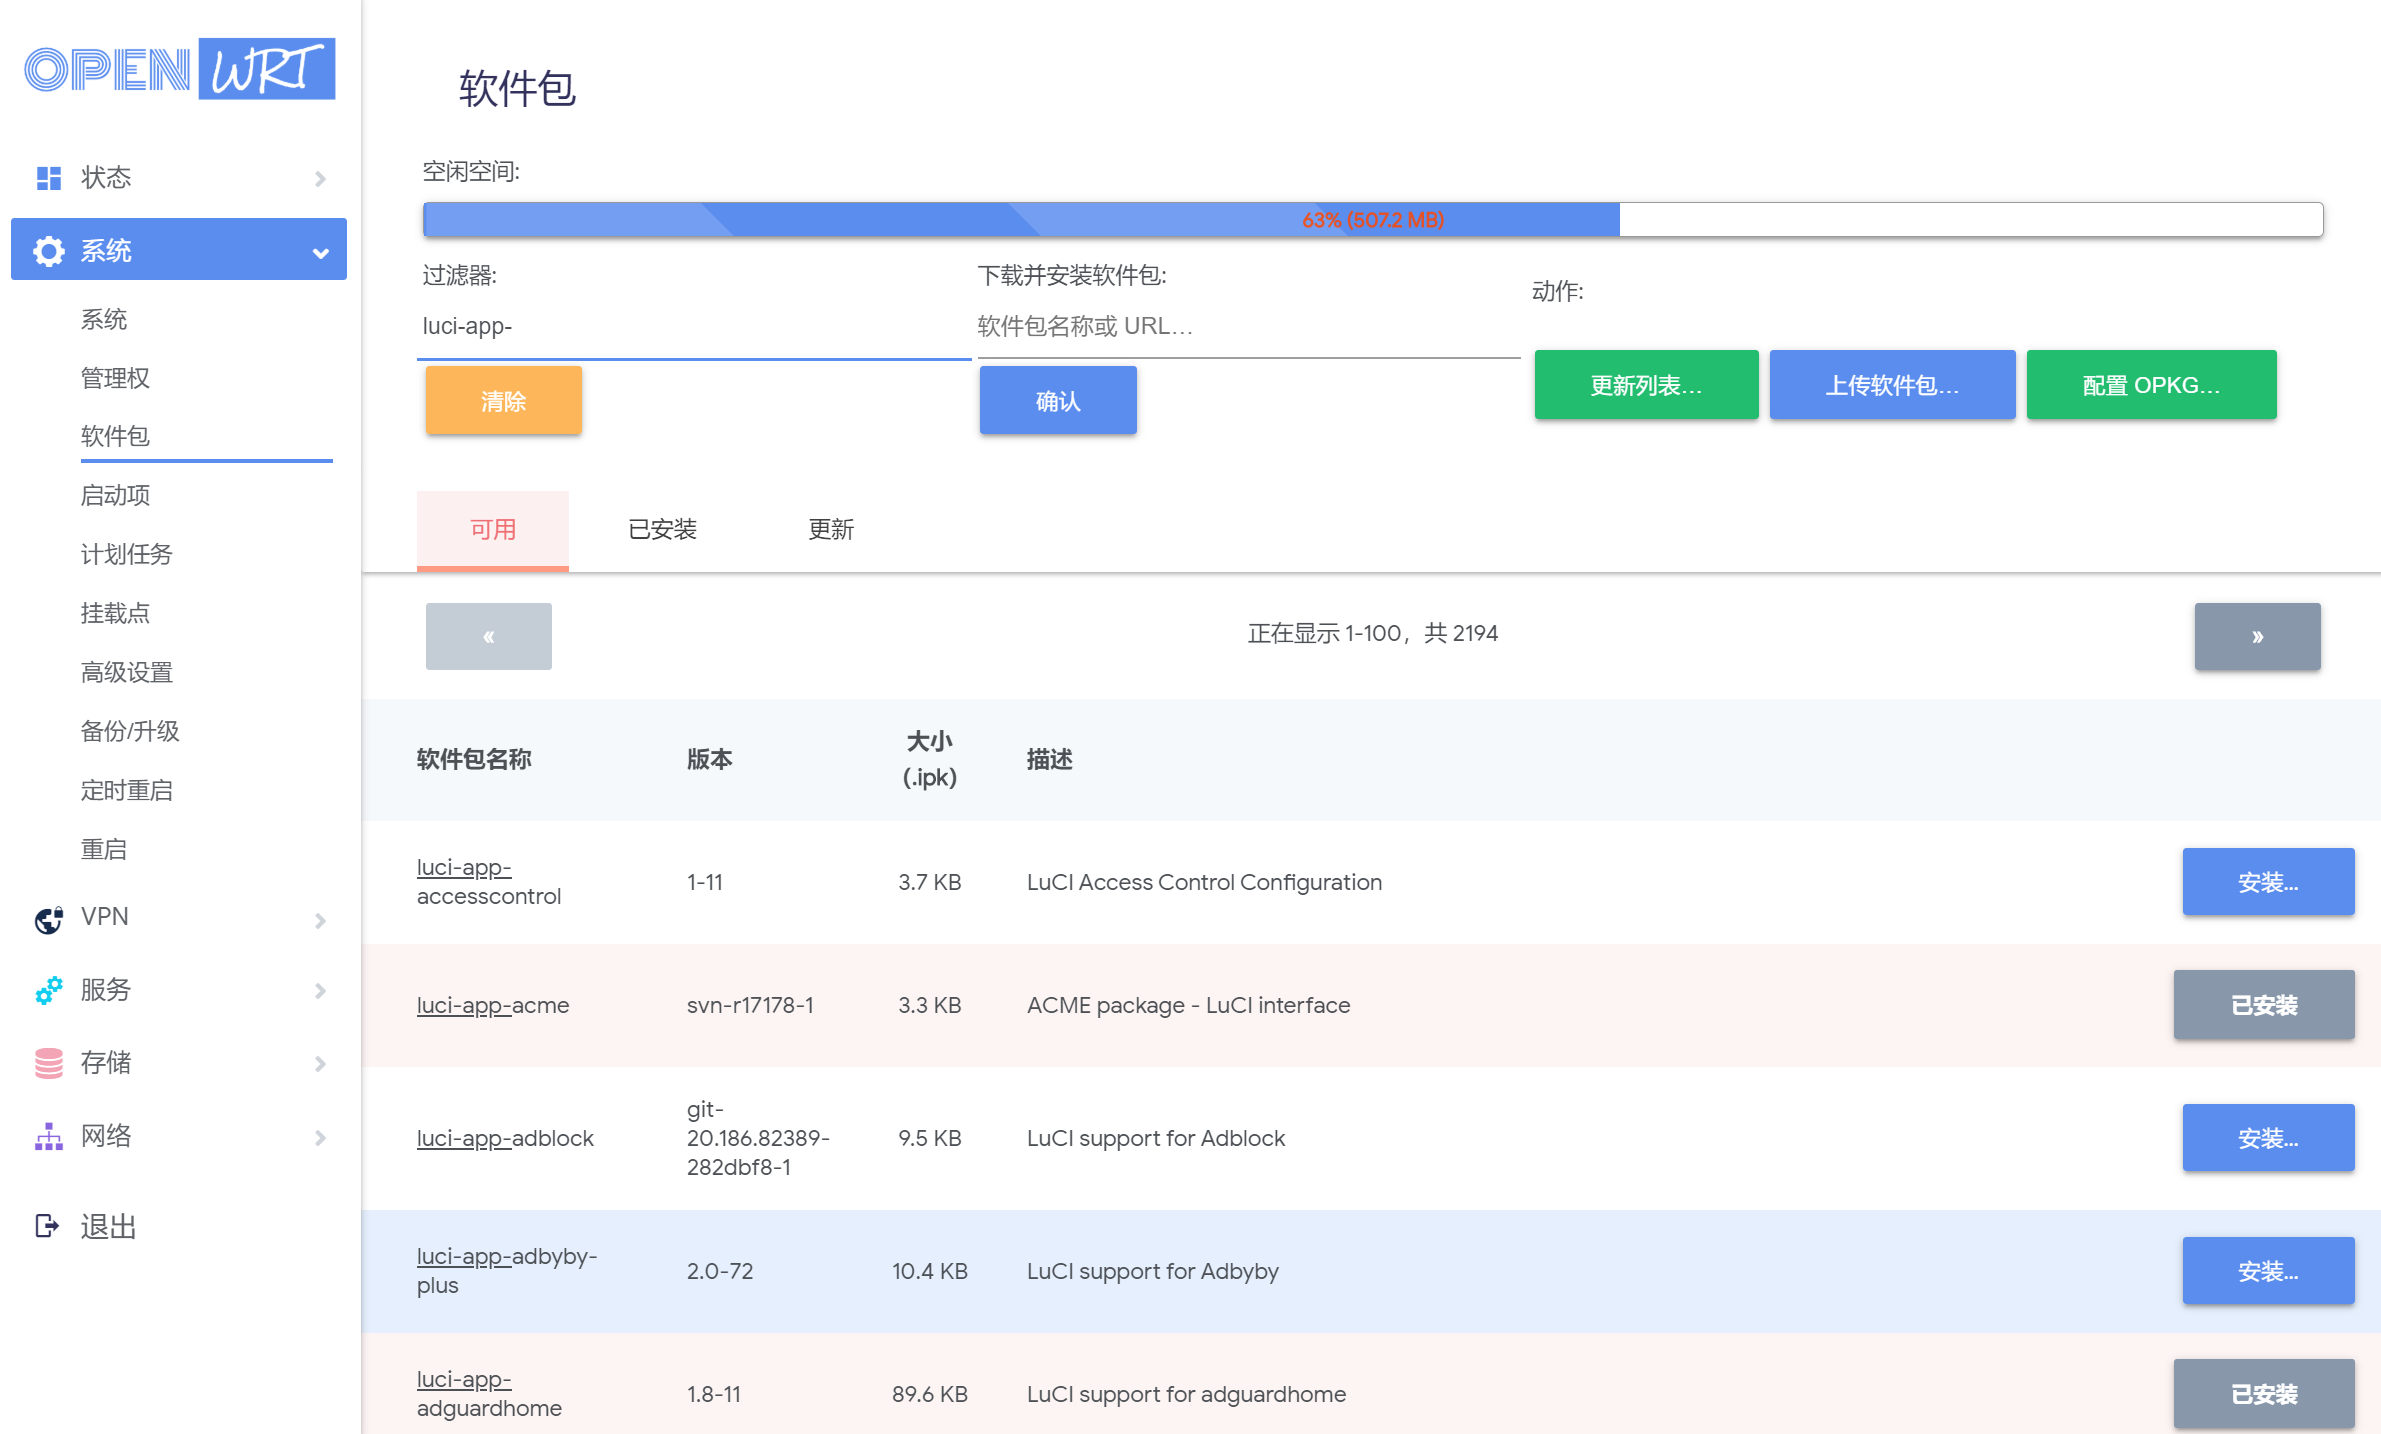 OPENWRT
状态
系统
系统
管理权
软件包
启动项
计划任务
挂载点
高级设置
备份/升级
定时重启
重启
VPN
服务
存储
网络
退出
软件包
空闲空间:
63% (507.2 MB)
过滤器:
luci-app-
清除
下载并安装软件包:
软件包名称或 URL…
确认
动作:
更新列表…
上传软件包…
配置 OPKG…
可用
已安装
更新
«
正在显示 1-100，共 2194
»
软件包名称
版本
大小
(.ipk)
描述
luci-app-
accesscontrol
1-11
3.7 KB
LuCI Access Control Configuration
安装…
luci-app-acme
svn-r17178-1
3.3 KB
ACME package - LuCI interface
已安装
luci-app-adblock
git-
20.186.82389-
282dbf8-1
9.5 KB
LuCI support for Adblock
安装…
luci-app-adbyby-
plus
2.0-72
10.4 KB
LuCI support for Adbyby
安装…
luci-app-
adguardhome
1.8-11
89.6 KB
LuCI support for adguardhome
已安装